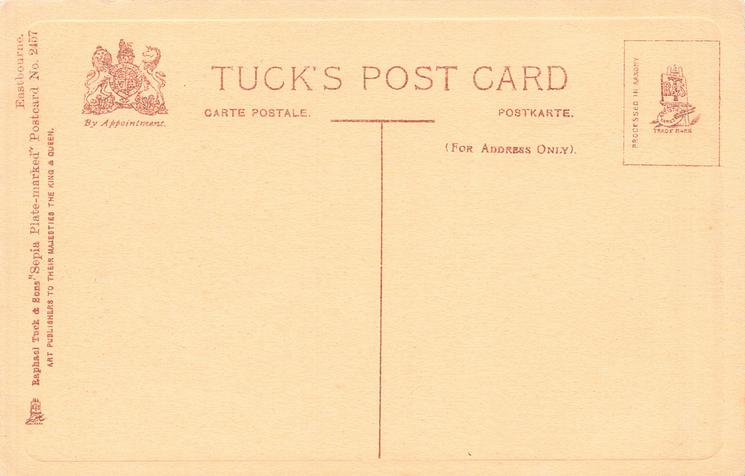 TUCK'S POST CARD
By Appointment.
CARTE POSTALE.
POSTKARTE.
(For Address Only).
PROCESSED IN SAXONY
TRADE MARK
Eastbourne.
Raphael Tuck & Sons' "Sepia Plate-marked" Postcard No. 2457
ART PUBLISHERS TO THEIR MAJESTIES THE KING & QUEEN.